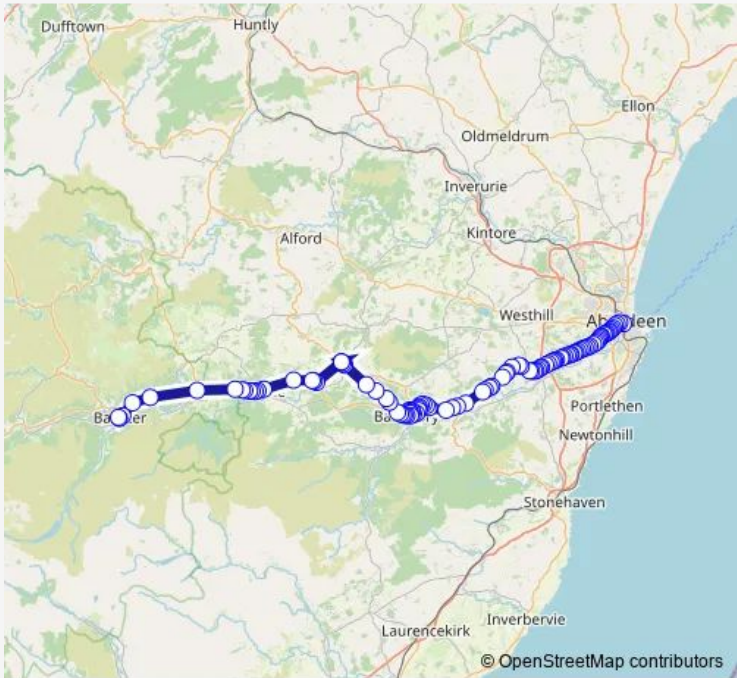 Dufftown
Huntly
Ellon
Oldmeldrum
Inverurie
Kintore
Alford
Westhill
Portlethen
Newtonhill
Stonehaven
Inverbervie
Laurencekirk
© OpenStreetMap contributors